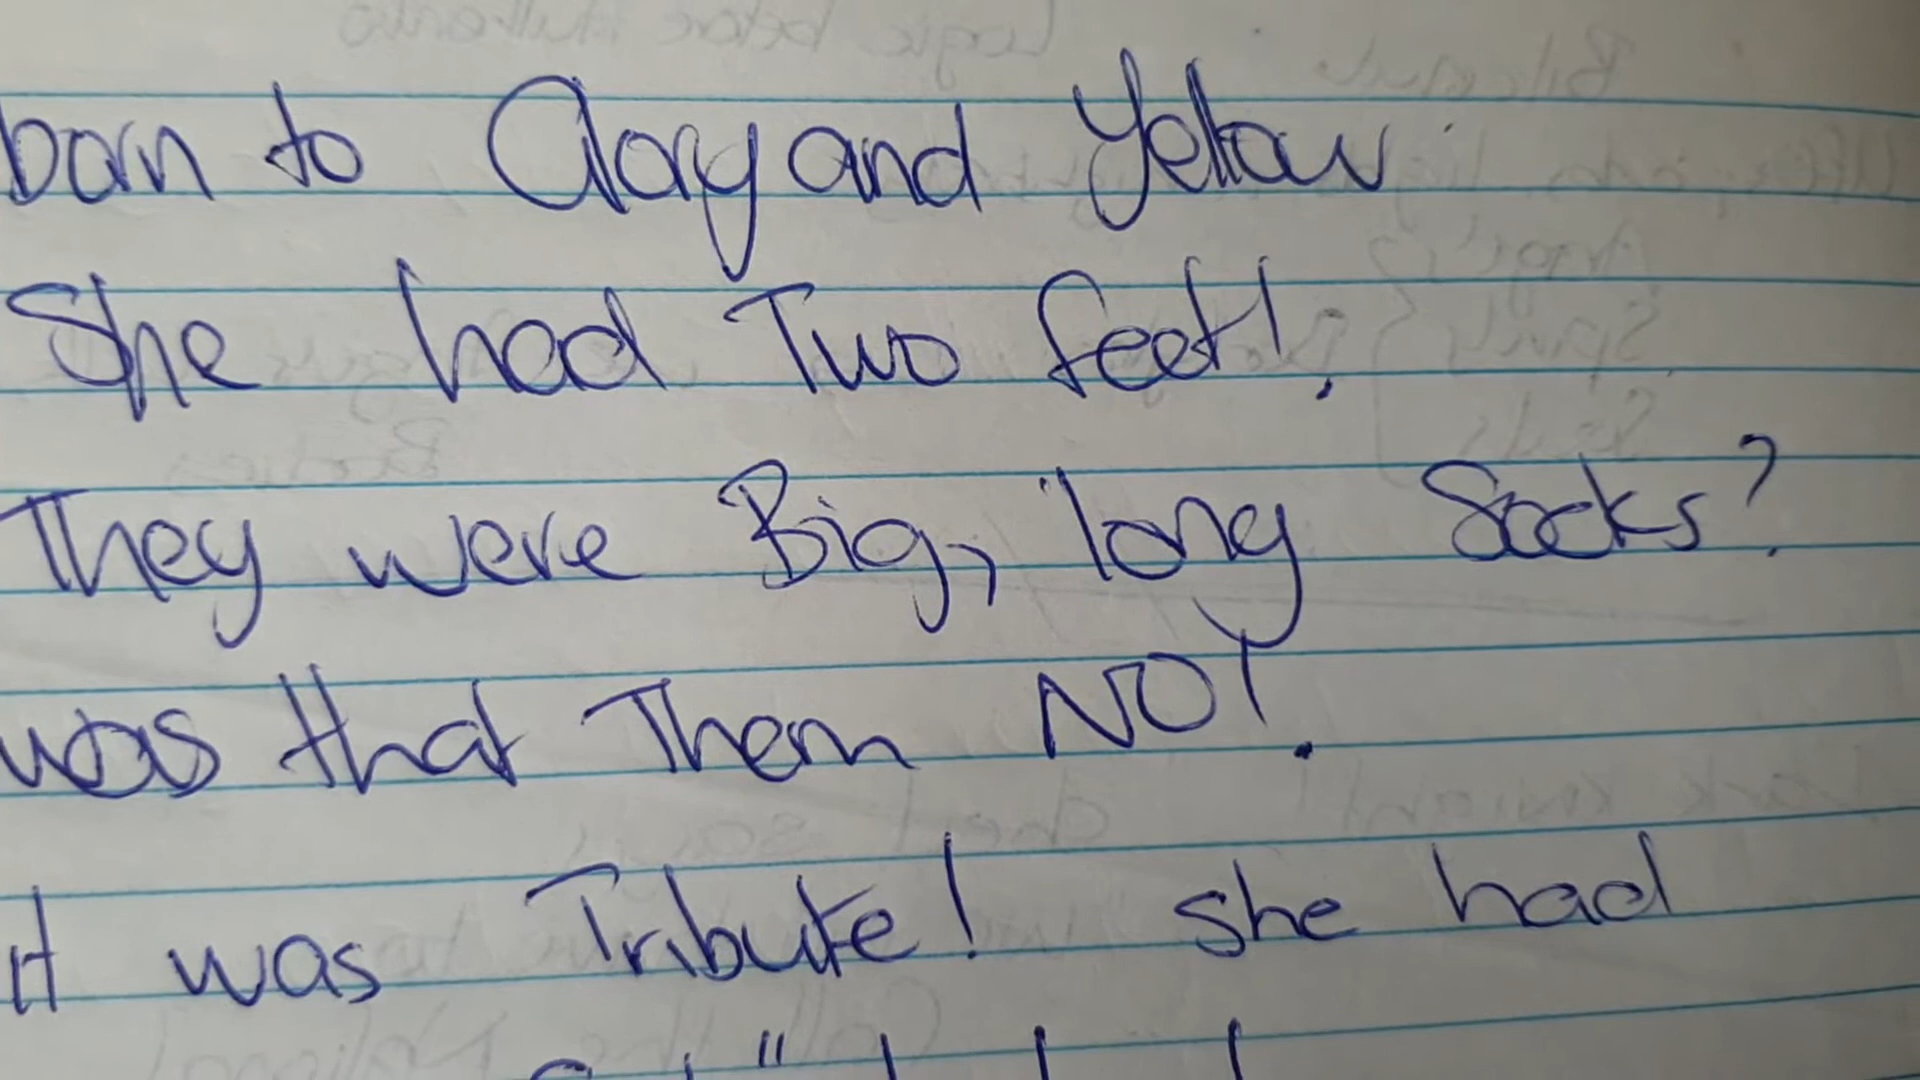 born to Glory and Yellow
She had Two feet!
They were Big, long Socks?
was that Them NO!
it was Tribute! She had